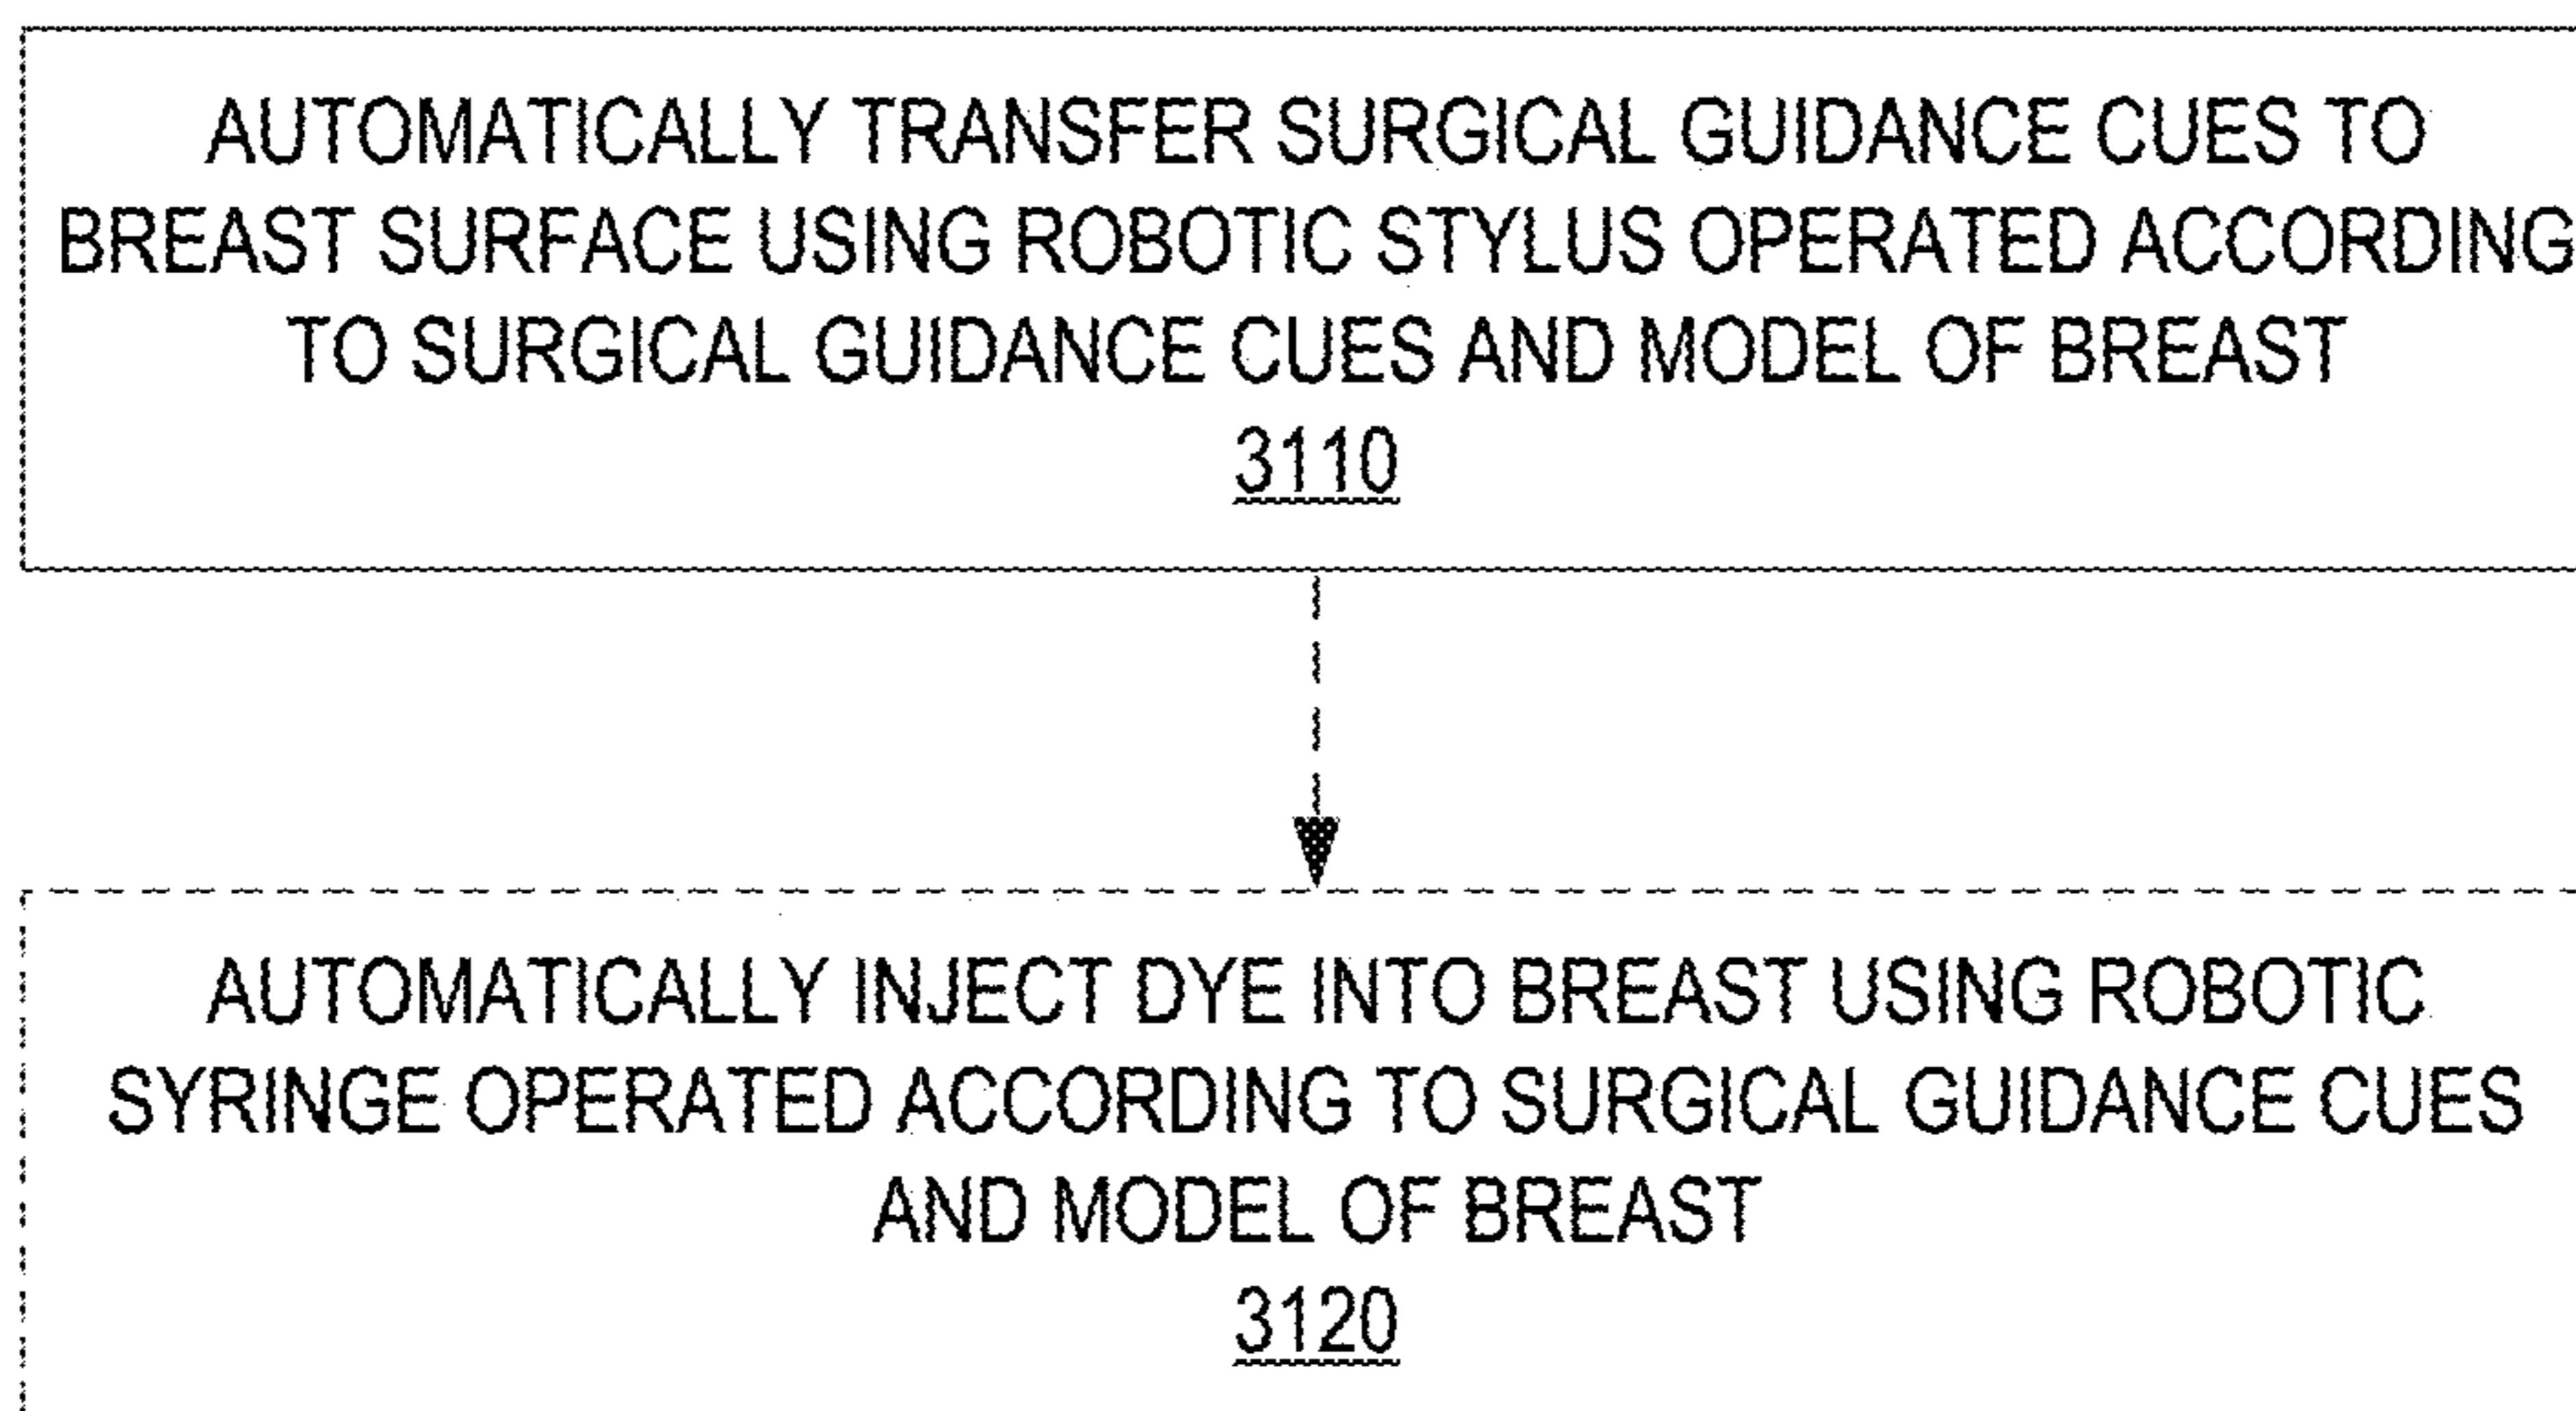 AUTOMATICALLY TRANSFER SURGICAL GUIDANCE CUES TO
BREAST SURFACE USING ROBOTIC STYLUS OPERATED ACCORDING
TO SURGICAL GUIDANCE CUES AND MODEL OF BREAST
3110
AUTOMATICALLY INJECT DYE INTO BREAST USING ROBOTIC
SYRINGE OPERATED ACCORDING TO SURGICAL GUIDANCE CUES
AND MODEL OF BREAST
3120